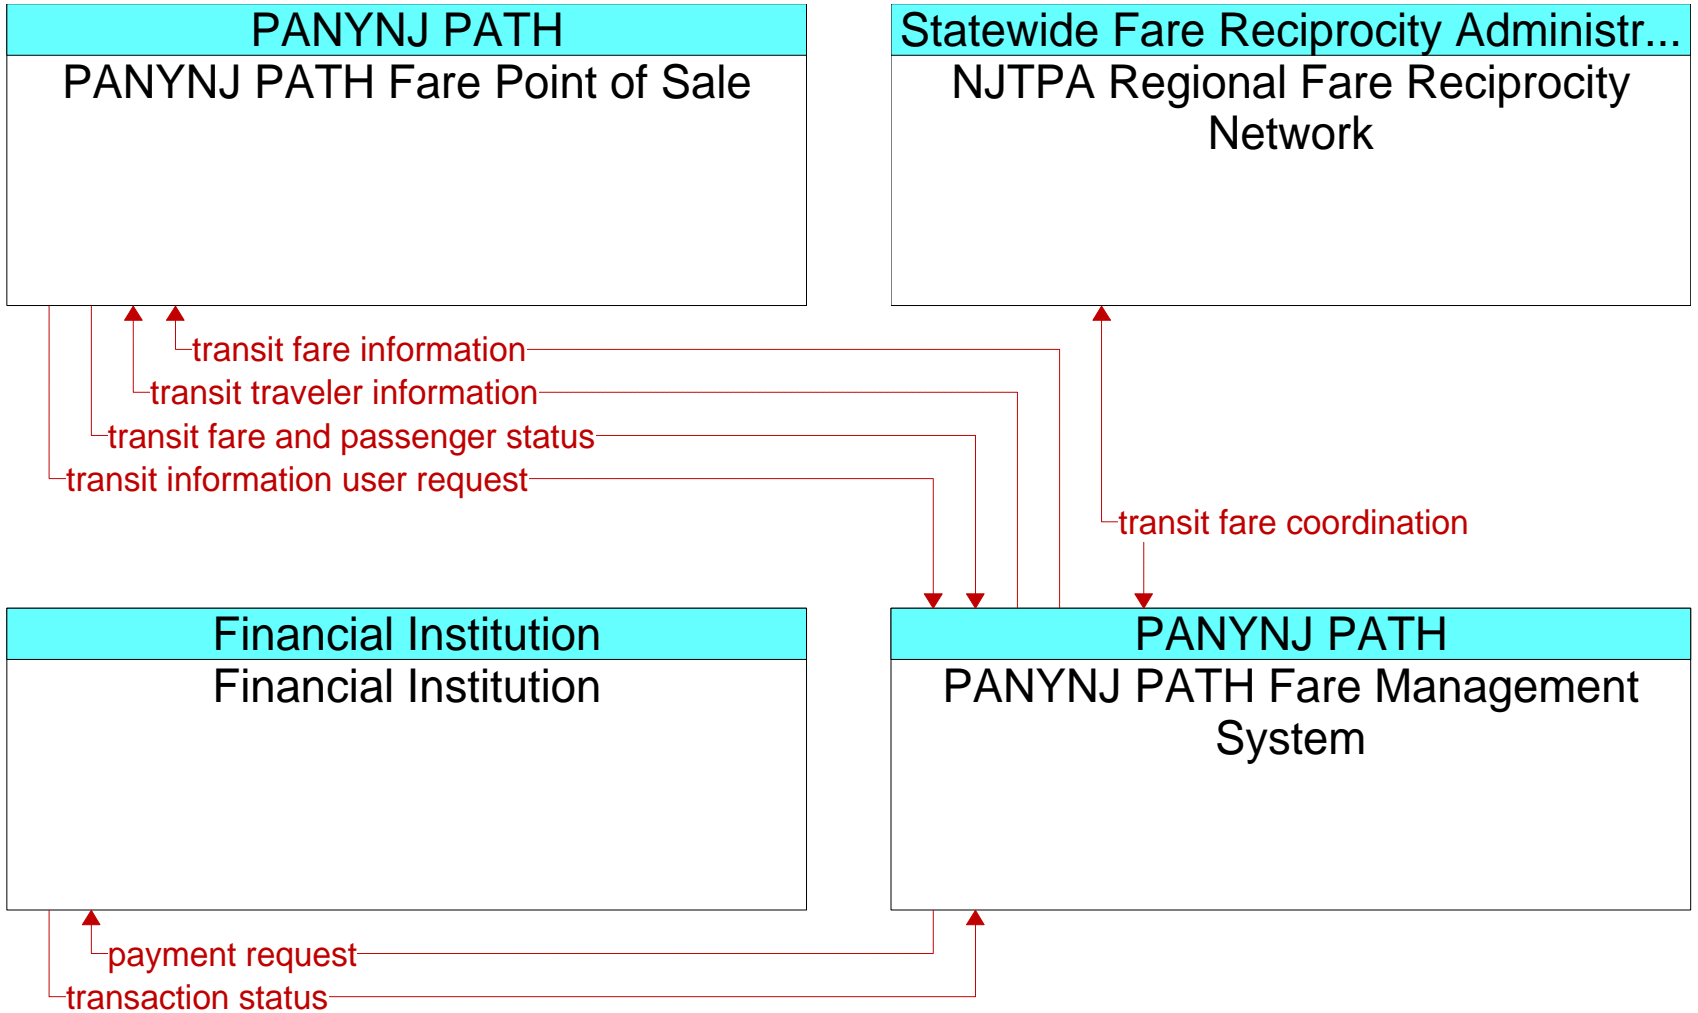 PANYNJ PATH
PANYNJ PATH Fare Point of Sale
Statewide Fare Reciprocity Administr...
NJTPA Regional Fare Reciprocity
Network
transit fare information
transit traveler information
transit fare and passenger status
transit information user request
transit fare coordination
Financial Institution
Financial Institution
PANYNJ PATH
PANYNJ PATH Fare Management
System
payment request
transaction status